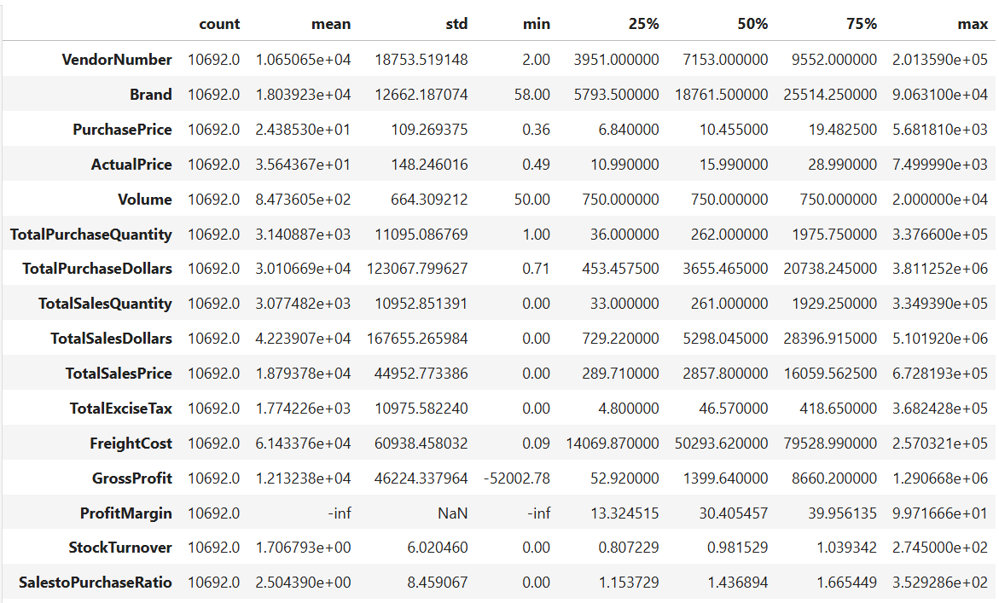 count mean std min 25% 50% 75% max
VendorNumber 10692.0 1.065065e+04 18753.519148 2.00 3951.000000 7153.000000 9552.000000 2.013590e+05
Brand 10692.0 1.803923e+04 12662.187074 58.00 5793.500000 18761.500000 25514.250000 9.063100e+04
PurchasePrice 10692.0 2.438530e+01 109.269375 0.36 6.840000 10.455000 19.482500 5.681810e+03
ActualPrice 10692.0 3.564367e+01 148.246016 0.49 10.990000 15.990000 28.990000 7.499990e+03
Volume 10692.0 8.473605e+02 664.309212 50.00 750.000000 750.000000 750.000000 2.000000e+04
TotalPurchaseQuantity 10692.0 3.140887e+03 11095.086769 1.00 36.000000 262.000000 1975.750000 3.376600e+05
TotalPurchaseDollars 10692.0 3.010669e+04 123067.799627 0.71 453.457500 3655.465000 20738.245000 3.811252e+06
TotalSalesQuantity 10692.0 3.077482e+03 10952.851391 0.00 33.000000 261.000000 1929.250000 3.349390e+05
TotalSalesDollars 10692.0 4.223907e+04 167655.265984 0.00 729.220000 5298.045000 28396.915000 5.101920e+06
TotalSalesPrice 10692.0 1.879378e+04 44952.773386 0.00 289.710000 2857.800000 16059.562500 6.728193e+05
TotalExciseTax 10692.0 1.774226e+03 10975.582240 0.00 4.800000 46.570000 418.650000 3.682428e+05
FreightCost 10692.0 6.143376e+04 60938.458032 0.09 14069.870000 50293.620000 79528.990000 2.570321e+05
GrossProfit 10692.0 1.213238e+04 46224.337964 -52002.78 52.920000 1399.640000 8660.200000 1.290668e+06
ProfitMargin 10692.0 -inf NaN -inf 13.324515 30.405457 39.956135 9.971666e+01
StockTurnover 10692.0 1.706793e+00 6.020460 0.00 0.807229 0.981529 1.039342 2.745000e+02
SalestoPurchaseRatio 10692.0 2.504390e+00 8.459067 0.00 1.153729 1.436894 1.665449 3.529286e+02